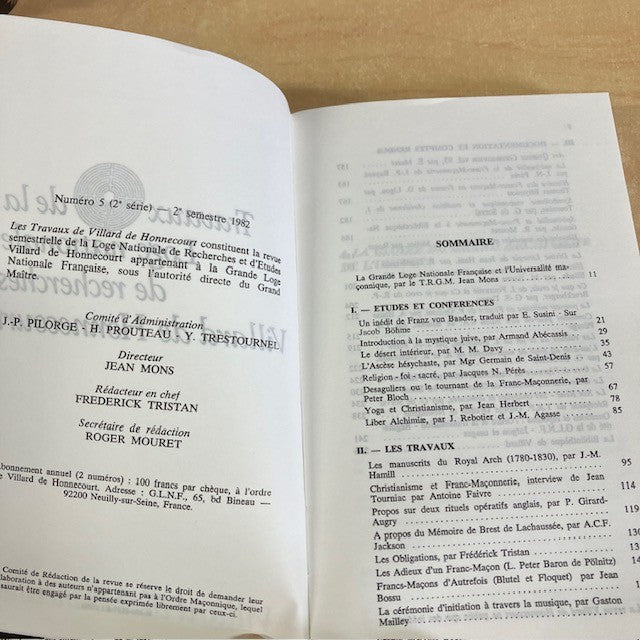 Numéro 5 (2e série) - 2e semestre 1982
Les Travaux de Villard de Honnecourt constituent la revue
semestrielle de la Loge Nationale de Recherches et d'Etudes
Villard de Honnecourt appartenant à la Grande Loge
Nationale Française, sous l'autorité directe du Grand
Maître.
Comité d'Administration
J.-P. PILORGE - H. PROUTEAU - Y. TRESTOURNEL
Directeur
JEAN MONS
Rédacteur en chef
FREDERICK TRISTAN
Secrétaire de rédaction
ROGER MOURET
bonnement annuel (2 numéros) : 100 francs par chèque, à l'ordre
e Villard de Honnecourt. Adresse : G.L.N.F., 65, bd Bineau —
92200 Neuilly-sur-Seine, France.
Comité de Rédaction de la revue se réserve le droit de demander leur
ollaboration à des auteurs n'appartenant pas à l'Ordre Maçonnique, lequel
saurait être engagé par la pensée exprimée librement par ceux-ci.
SOMMAIRE
La Grande Loge Nationale Française et l'Universalité ma-
çonnique, par le T.R.G.M. Jean Mons 11
I. — ETUDES ET CONFERENCES
Un inédit de Franz von Baader, traduit par E. Susini - Sur
Jacob Böhme 21
Introduction à la mystique juive, par Armand Abécassis 29
Le désert intérieur, par M. M. Davy 35
L'Ascèse hésychaste, par Mgr Germain de Saint-Denis 43
Religion - foi - sacré, par Jacques N. Pérès 57
Desaguliers ou le tournant de la Franc-Maçonnerie, par
Peter Bloch 67
Yoga et Christianisme, par Jean Herbert 78
Liber Alchimiæ, par J. Rebotier et J.-M. Agasse 85
II. — LES TRAVAUX
Les manuscrits du Royal Arch (1780-1830), par J.-M.
Hamill 95
Christianisme et Franc-Maçonnerie, interview de Jean
Tourniac par Antoine Faivre 114
Propos sur deux rituels opératifs anglais, par P. Girard-
Augry 119
A propos du Mémoire de Brest de Lachaussée, par A.C.F.
Jackson 130
Les Obligations, par Frédérick Tristan 13
Les Adieux d'un Franc-Maçon (L. Peter Baron de Pölnitz) 14
Francs-Maçons d'Autrefois (Blutel et Floquet) par Jean
Bossu
La cérémonie d'initiation à travers la musique, par Gaston
Mailley